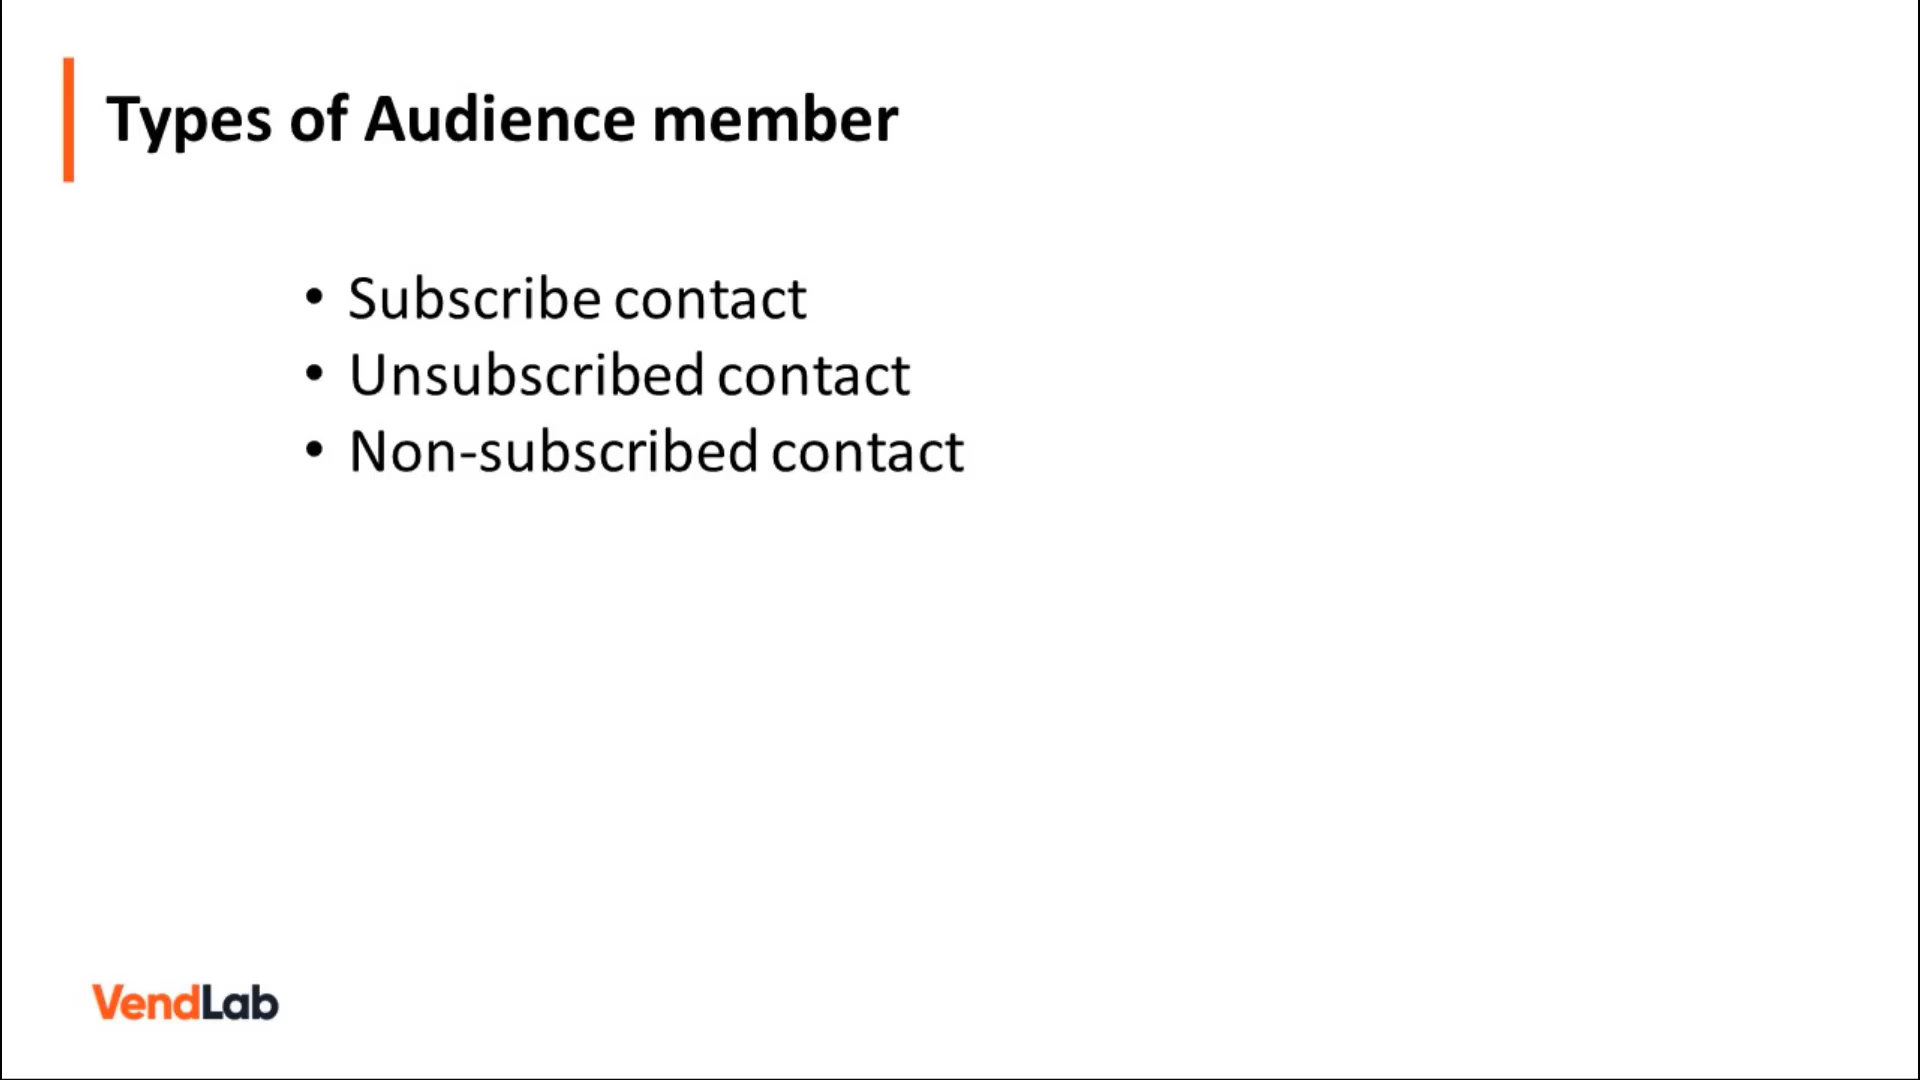 Types of Audience member
• Subscribe contact
• Unsubscribed contact
• Non-subscribed contact
VendLab